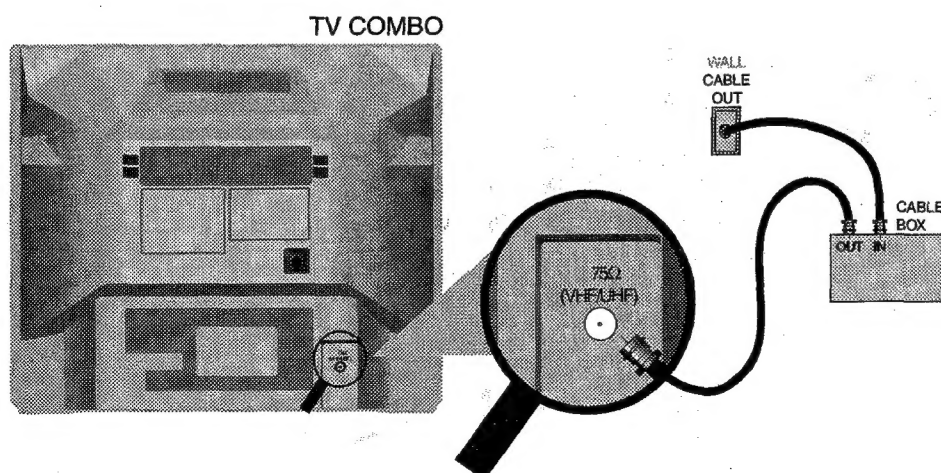 TV COMBO
WALL
CABLE
OUT
CABLE
BOX
OUT IN
75Ω
(VHF/UHF)